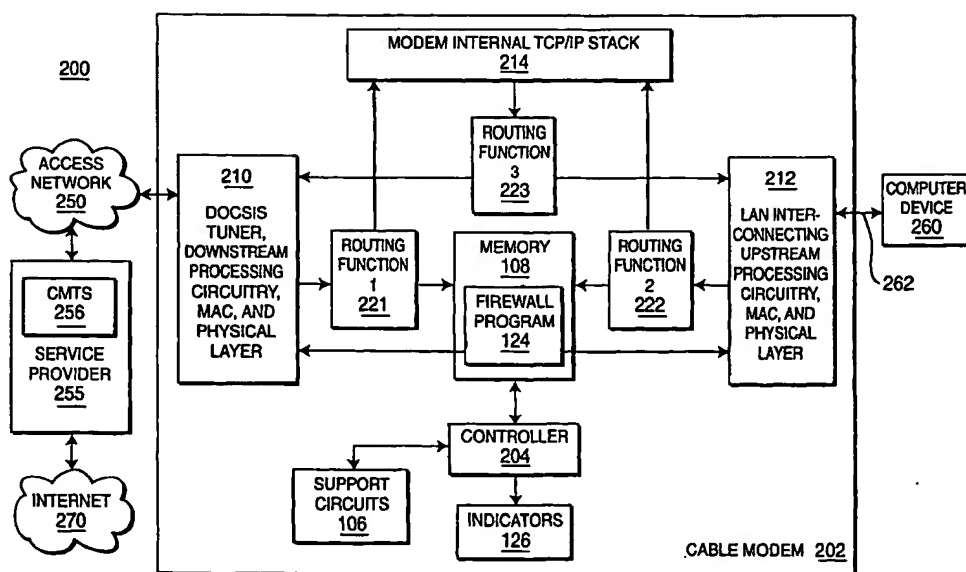 MODEM INTERNAL TCP/IP STACK
214
200
ROUTING
FUNCTION
3
223
ACCESS
NETWORK
250
210
DOCSIS
TUNER,
DOWNSTREAM
PROCESSING
CIRCUITRY,
MAC, AND
PHYSICAL
LAYER
212
LAN INTER-
CONNECTING
UPSTREAM
PROCESSING
CIRCUITRY,
MAC, AND
PHYSICAL
LAYER
COMPUTER
DEVICE
260
262
ROUTING
FUNCTION
1
221
MEMORY
108
FIREWALL
PROGRAM
124
ROUTING
FUNCTION
2
222
CMTS
256
SERVICE
PROVIDER
255
CONTROLLER
204
SUPPORT
CIRCUITS
106
INDICATORS
126
INTERNET
270
CABLE MODEM 202